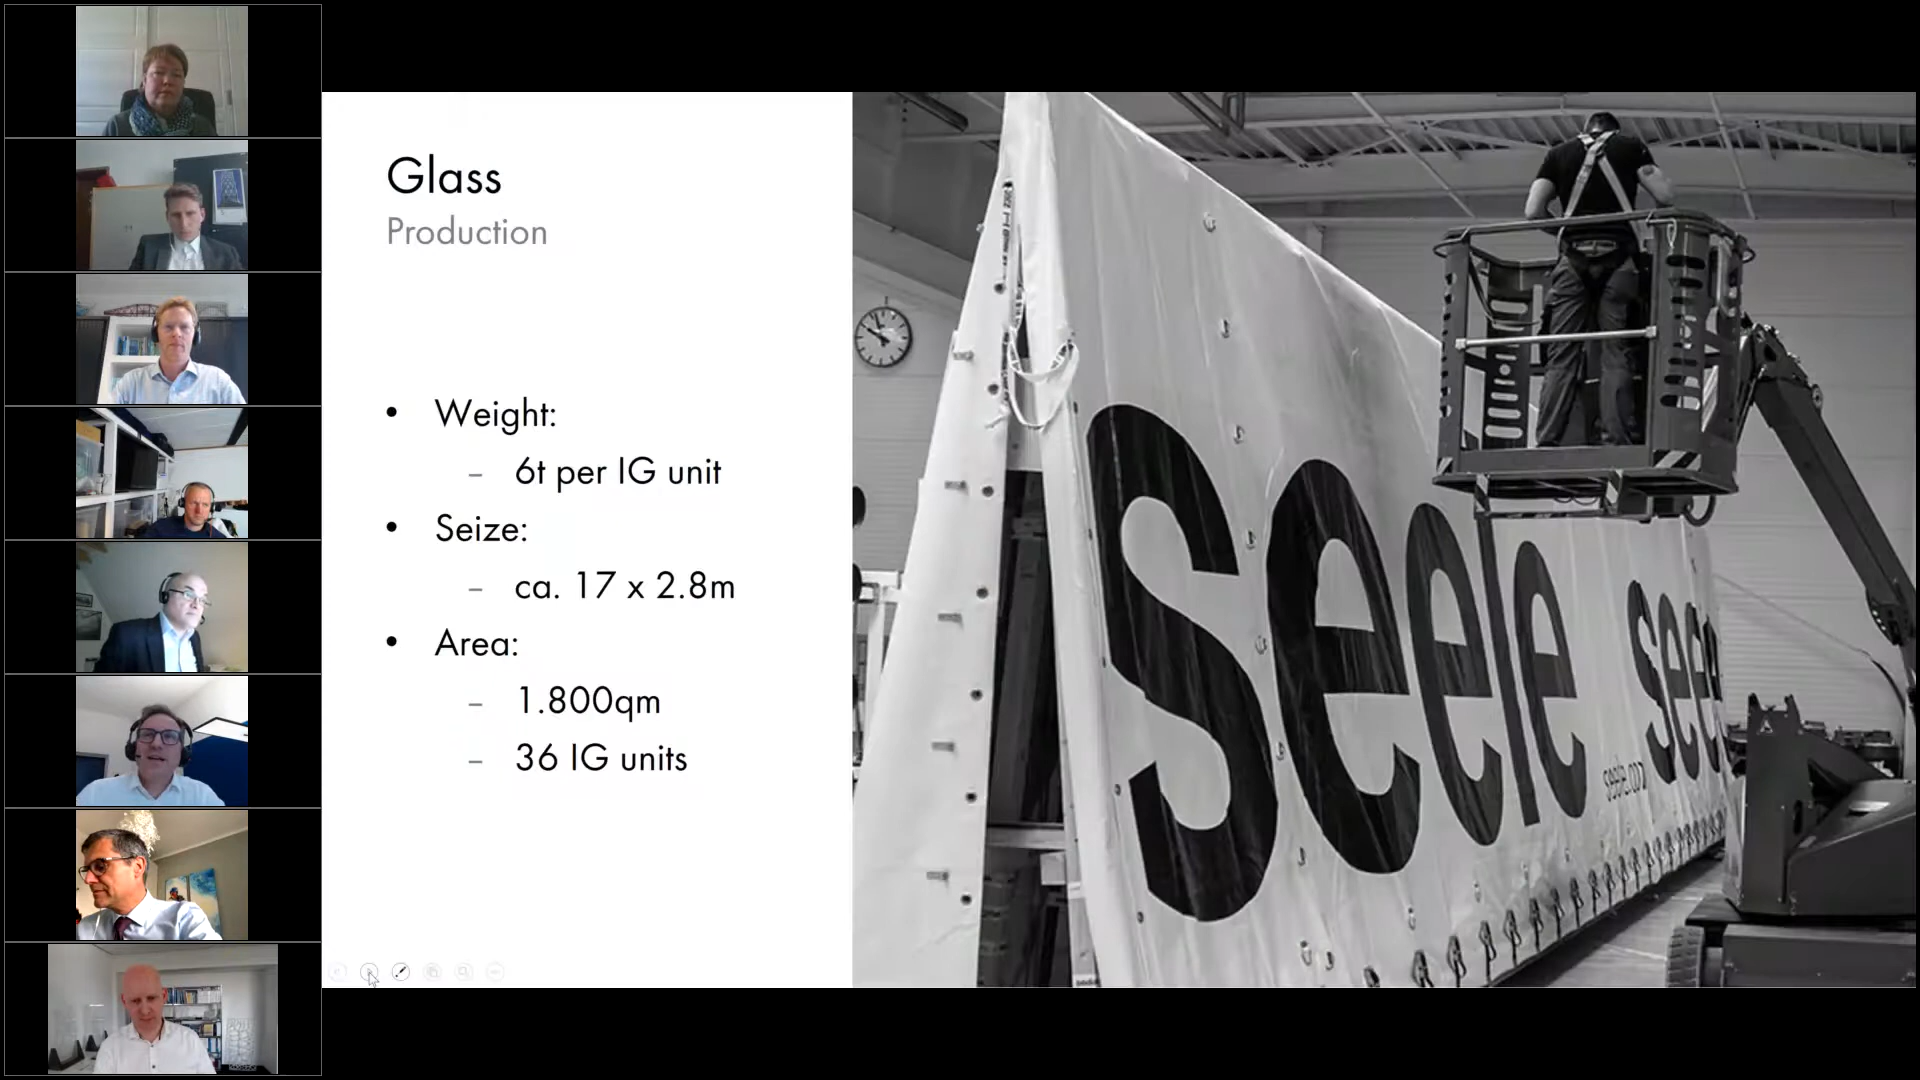 Glass
Production
• Weight:
– 6t per IG unit
• Seize:
– ca. 17 x 2.8m
• Area:
– 1.800qm
– 36 IG units
seele
seele.com